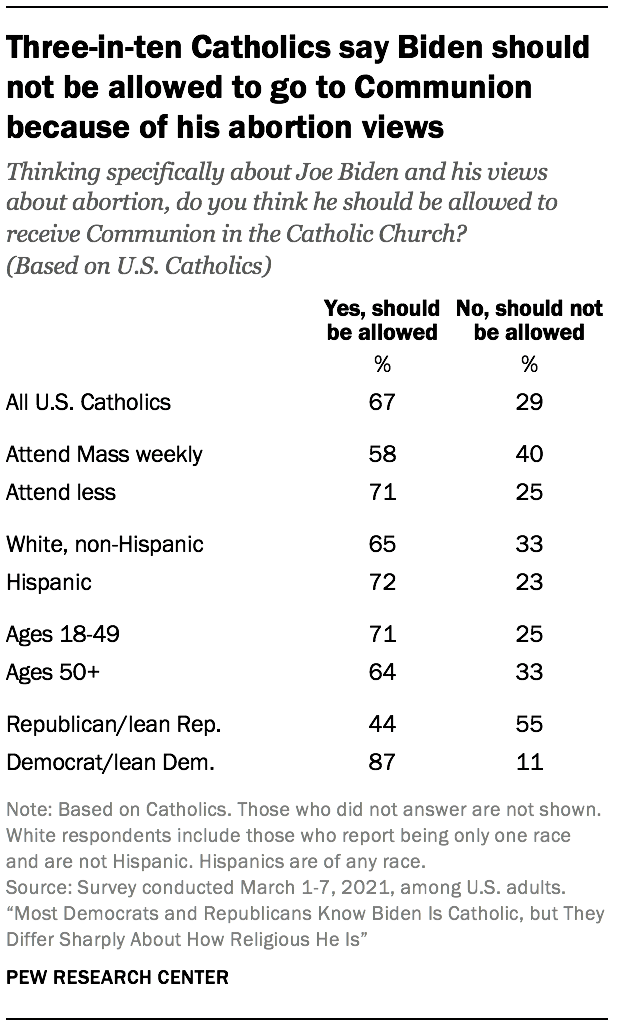 Three-in-ten Catholics say Biden should
not be allowed to go to Communion
because of his abortion views
Thinking specifically about Joe Biden and his views
about abortion, do you think he should be allowed to
receive Communion in the Catholic Church?
(Based on U.S. Catholics)
Yes, should No, should not
be allowed be allowed
% %
All U.S. Catholics 67 29
Attend Mass weekly 58 40
Attend less 71 25
White, non-Hispanic 65 33
Hispanic 72 23
Ages 18-49 71 25
Ages 50+ 64 33
Republican/lean Rep. 44 55
Democrat/lean Dem. 87 11
Note: Based on Catholics. Those who did not answer are not shown.
White respondents include those who report being only one race
and are not Hispanic. Hispanics are of any race.
Source: Survey conducted March 1-7, 2021, among U.S. adults.
“Most Democrats and Republicans Know Biden Is Catholic, but They
Differ Sharply About How Religious He Is”
PEW RESEARCH CENTER